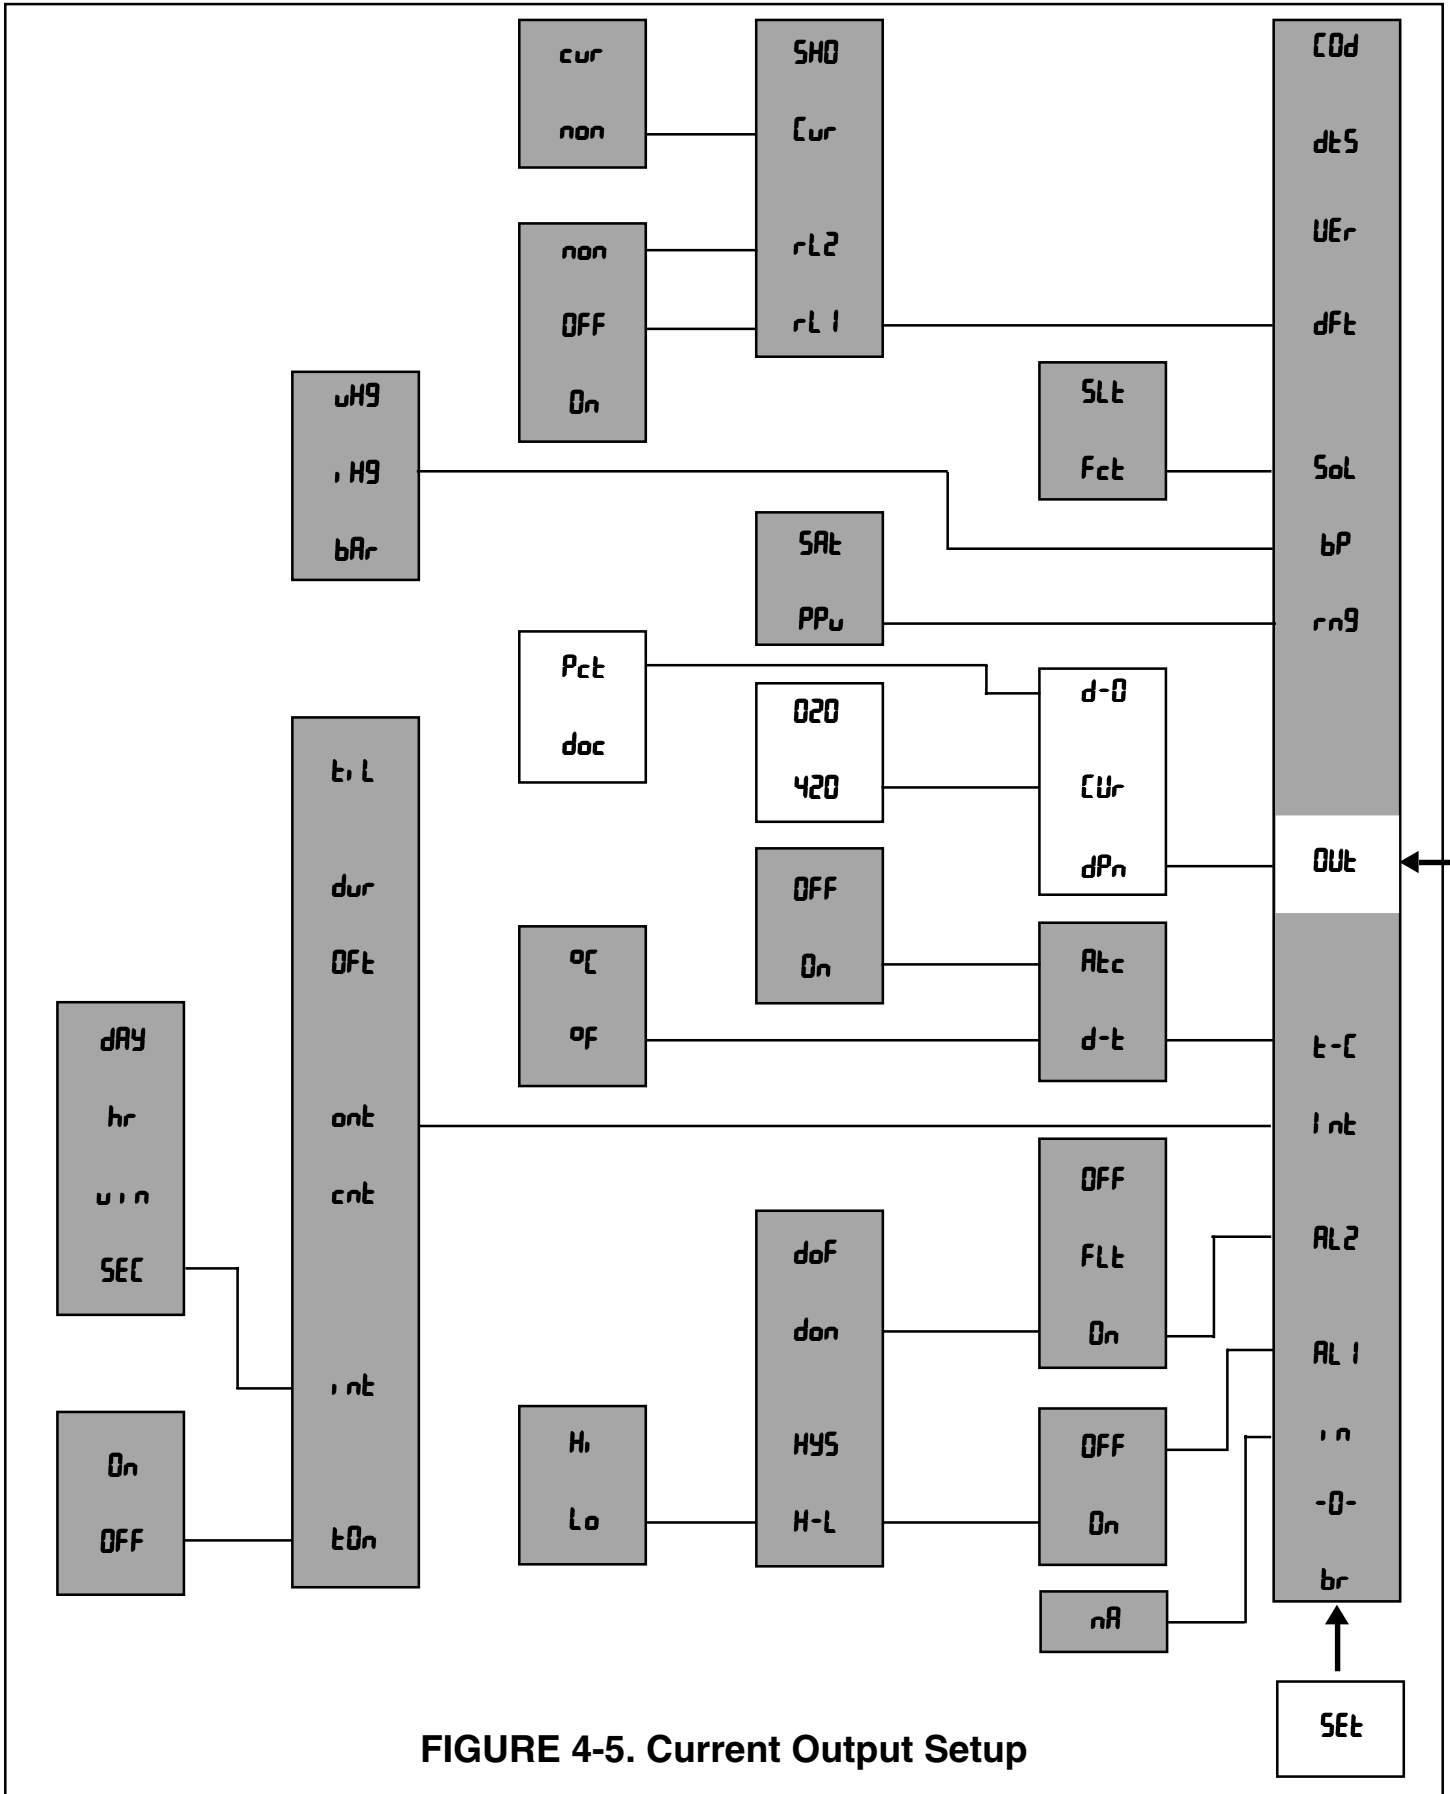 cur
non
SH0
Cur
rL2
rL1
non
OFF
On
COd
dtS
UEr
dFt
SoL
bP
rng
OUt
t-C
Int
AL2
AL1
in
-0-
br
SLt
Fct
uHg
iHg
bAr
SAt
PPu
Pct
doc
020
420
d-O
CUr
dPn
OFF
On
Atc
d-t
ºC
ºF
tiL
dur
OFt
ont
cnt
int
tOn
dAY
hr
uin
SEC
On
OFF
OFF
FLt
On
doF
don
HYS
H-L
Hi
Lo
OFF
On
nA
SEt
FIGURE 4-5. Current Output Setup